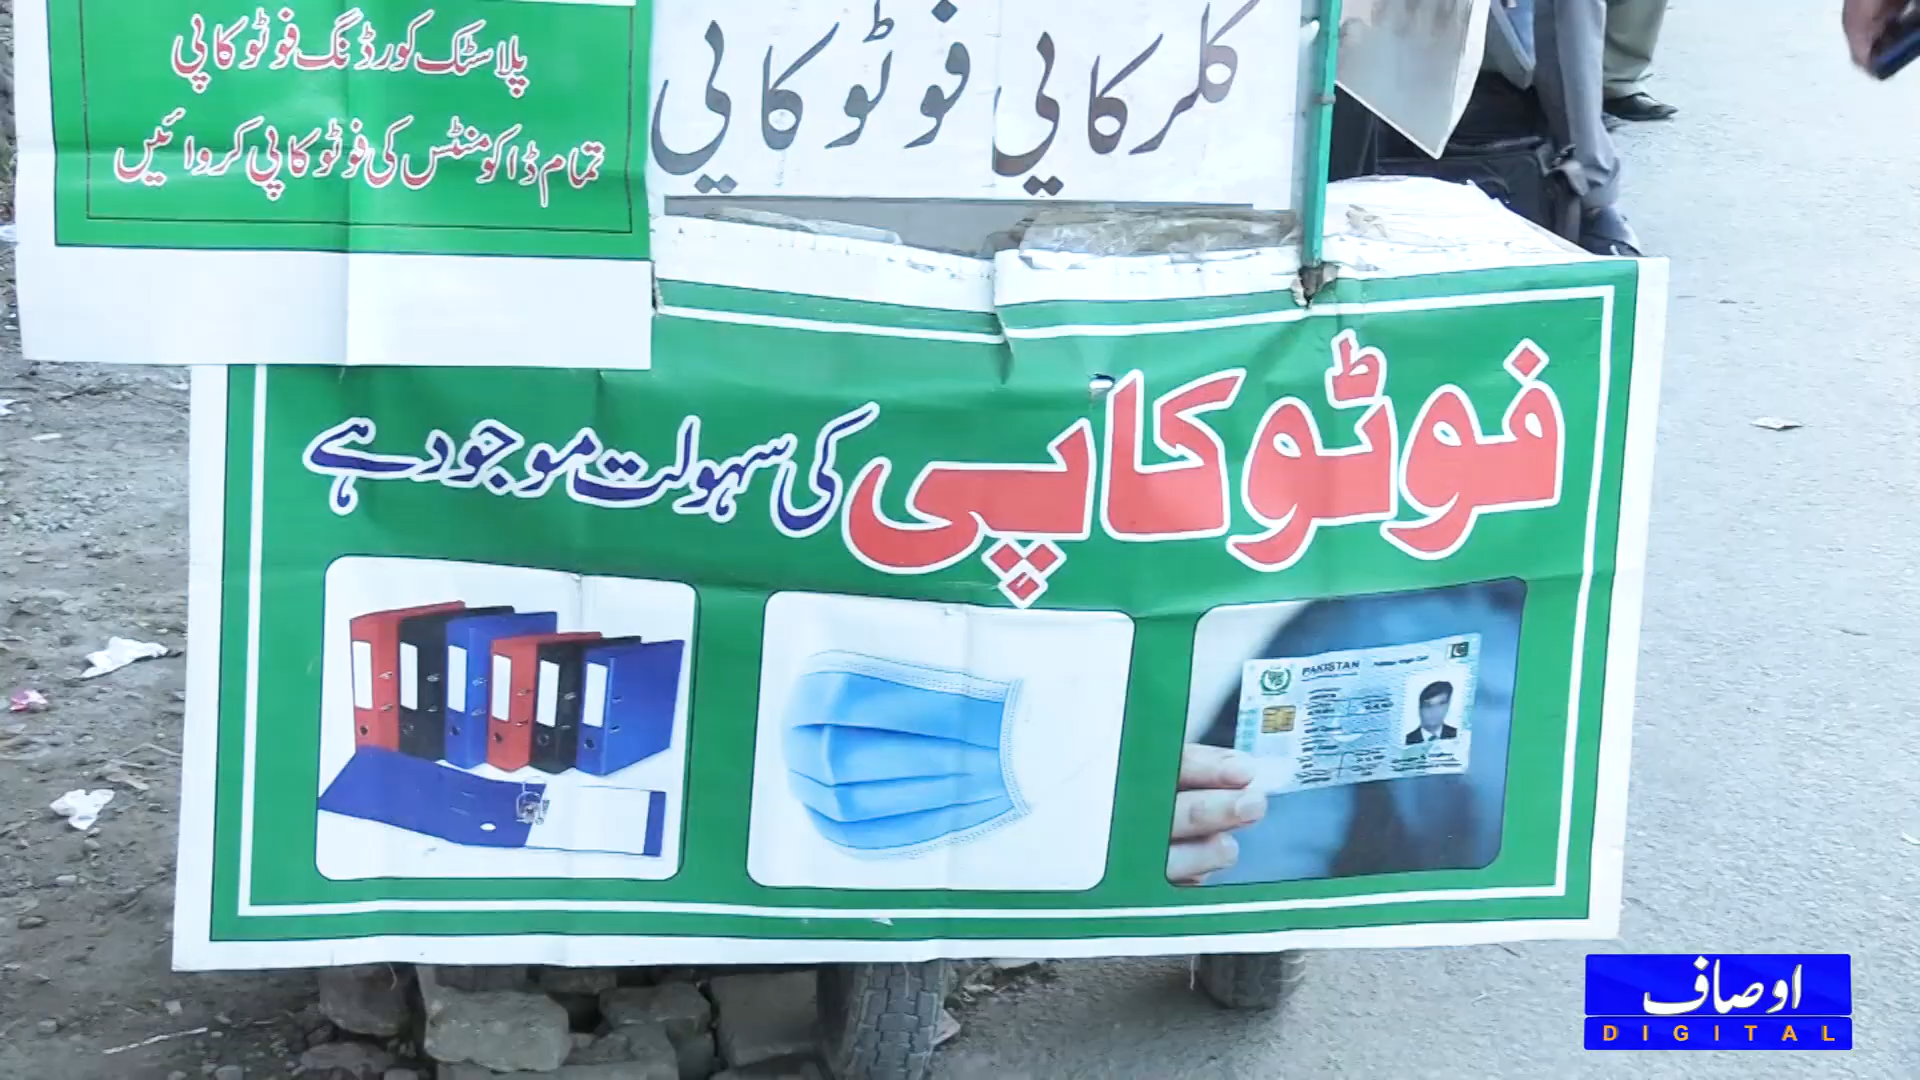 پلاسٹک کورڈنگ فوٹو کاپی
تمام ڈاکومنٹس کی فوٹو کاپی کروائیں
کلر کاپی فوٹو کاپی
فوٹو کاپی کی سہولت موجود ہے
PAKISTAN
اوصاف
DIGITAL